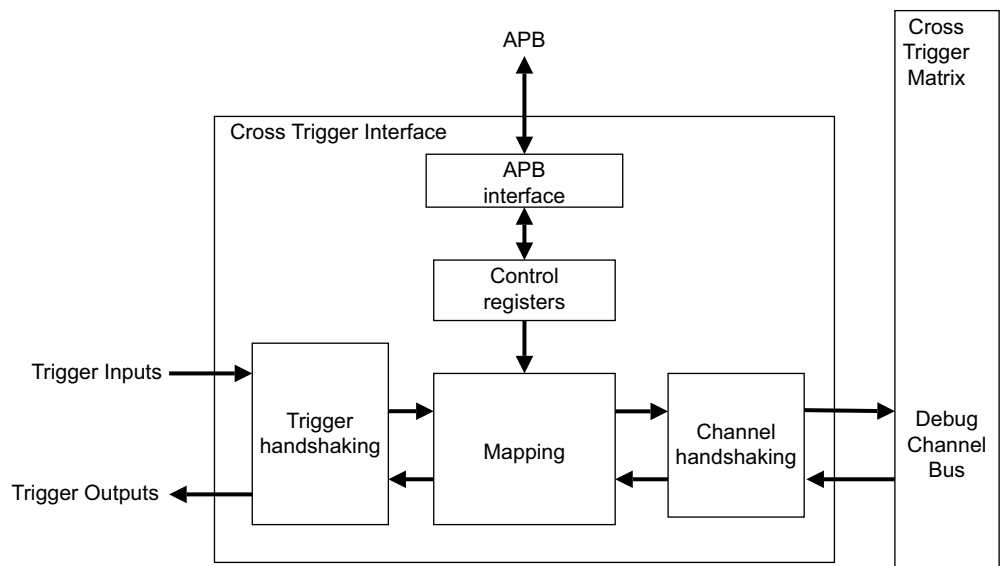 APB
Cross
Trigger
Matrix
Cross Trigger Interface
APB
interface
Control
registers
Trigger Inputs
Trigger
handshaking
Mapping
Channel
handshaking
Debug
Channel
Bus
Trigger Outputs